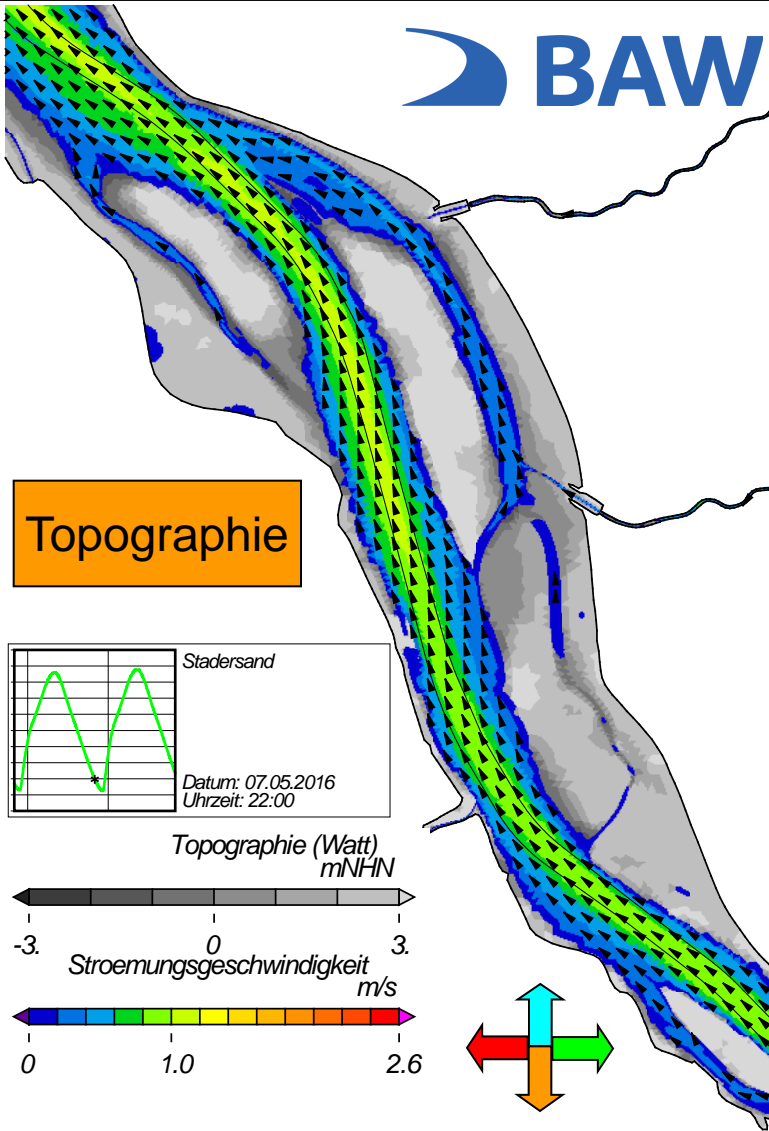 BAW
Topographie
Stadersand
Datum: 07.05.2016
Uhrzeit: 22:00
Topographie (Watt)
mNHN
-3. 0 3.
Stroemungsgeschwindigkeit
m/s
0 1.0 2.6